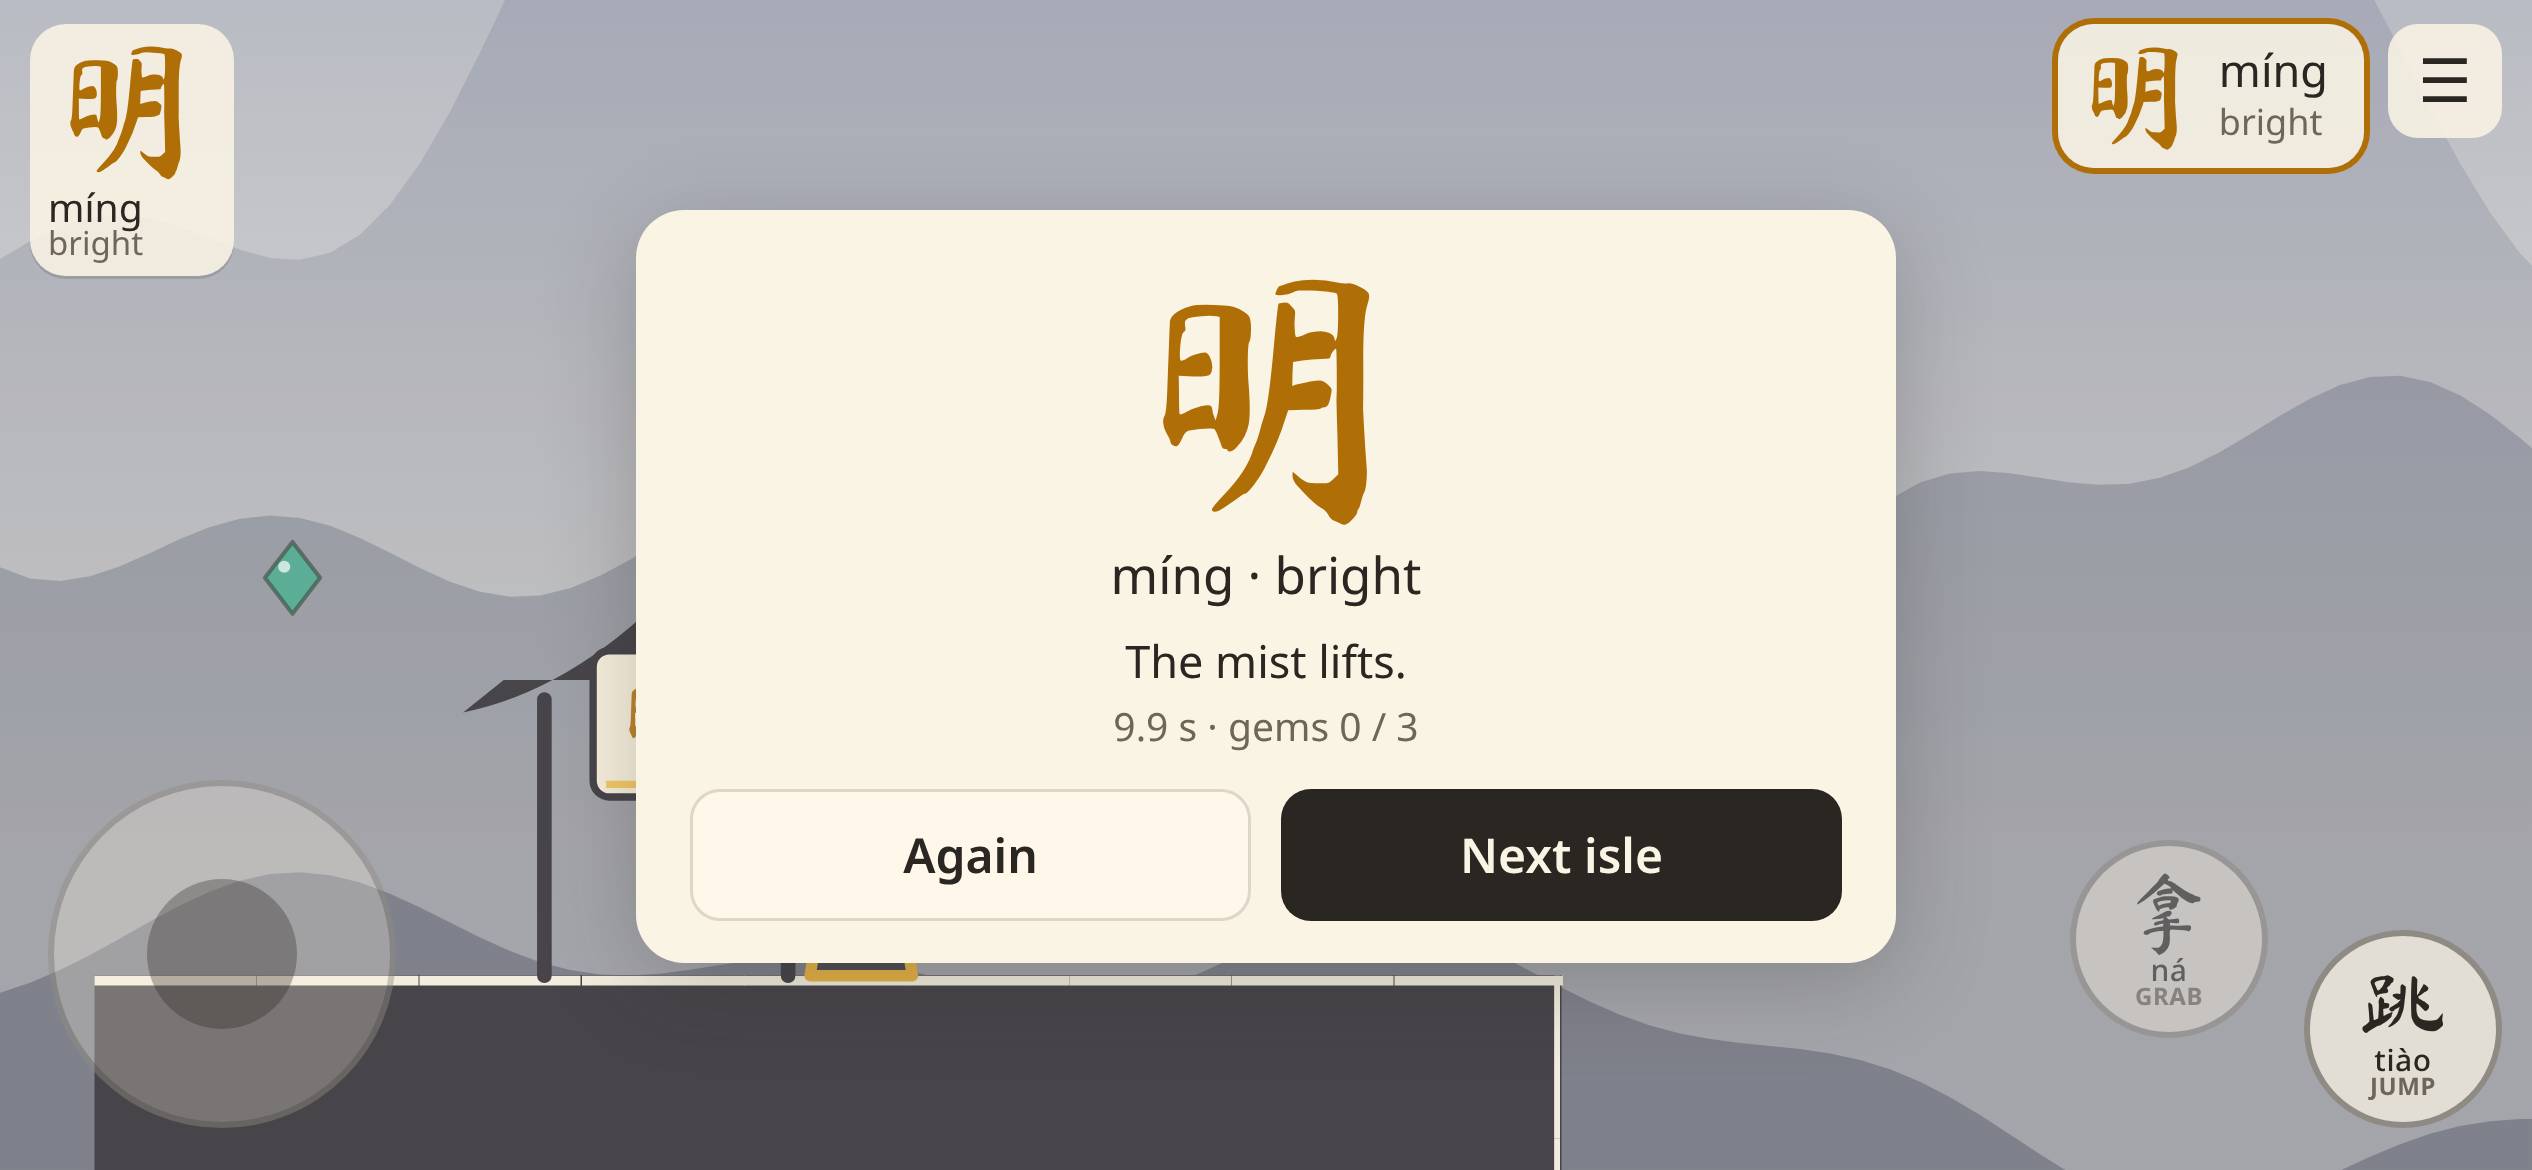 明
míng
bright
明
míng
bright
☰
明
míng · bright
The mist lifts.
9.9 s · gems 0 / 3
Again
Next isle
拿
ná
GRAB
跳
tiào
JUMP